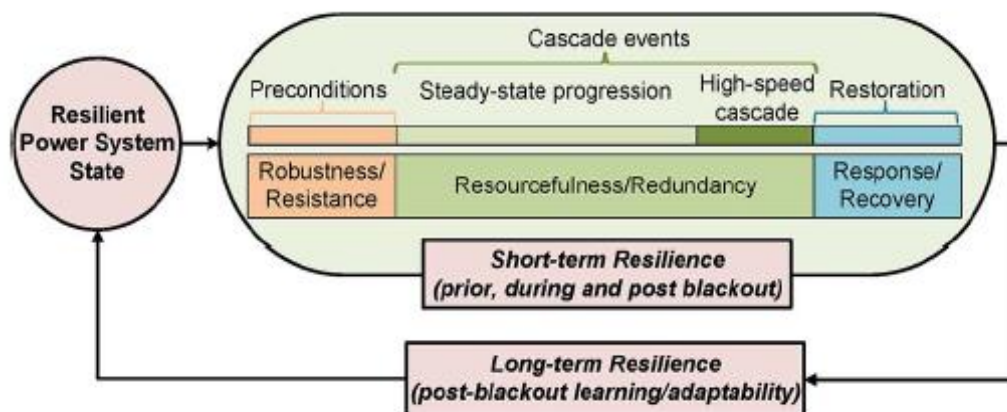 Cascade events
Preconditions
Steady-state progression
High-speed
cascade
Restoration
Resilient
Power System
State
Robustness/
Resistance
Resourcefulness/Redundancy
Response/
Recovery
Short-term Resilience
(prior, during and post blackout)
Long-term Resilience
(post-blackout learning/adaptability)